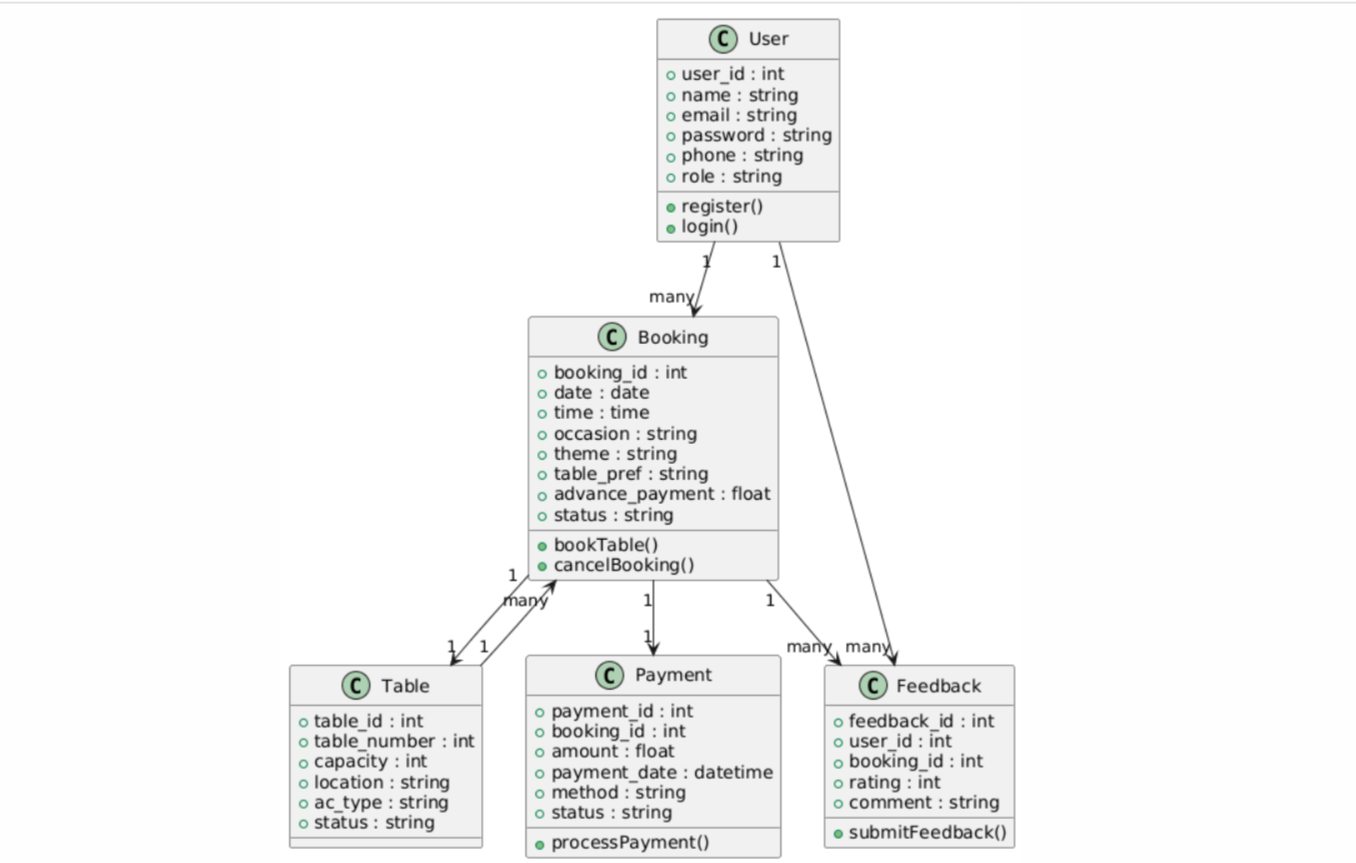 C User
user_id : int
name : string
email : string
password : string
phone : string
role : string
register()
login()
1
1
many
C Booking
booking_id : int
date : date
time : time
occasion : string
theme : string
table_pref : string
advance_payment : float
status : string
bookTable()
cancelBooking()
1
many
1
1
1
1
1
many
many
C Table
table_id : int
table_number : int
capacity : int
location : string
ac_type : string
status : string
C Payment
payment_id : int
booking_id : int
amount : float
payment_date : datetime
method : string
status : string
processPayment()
C Feedback
feedback_id : int
user_id : int
booking_id : int
rating : int
comment : string
submitFeedback()